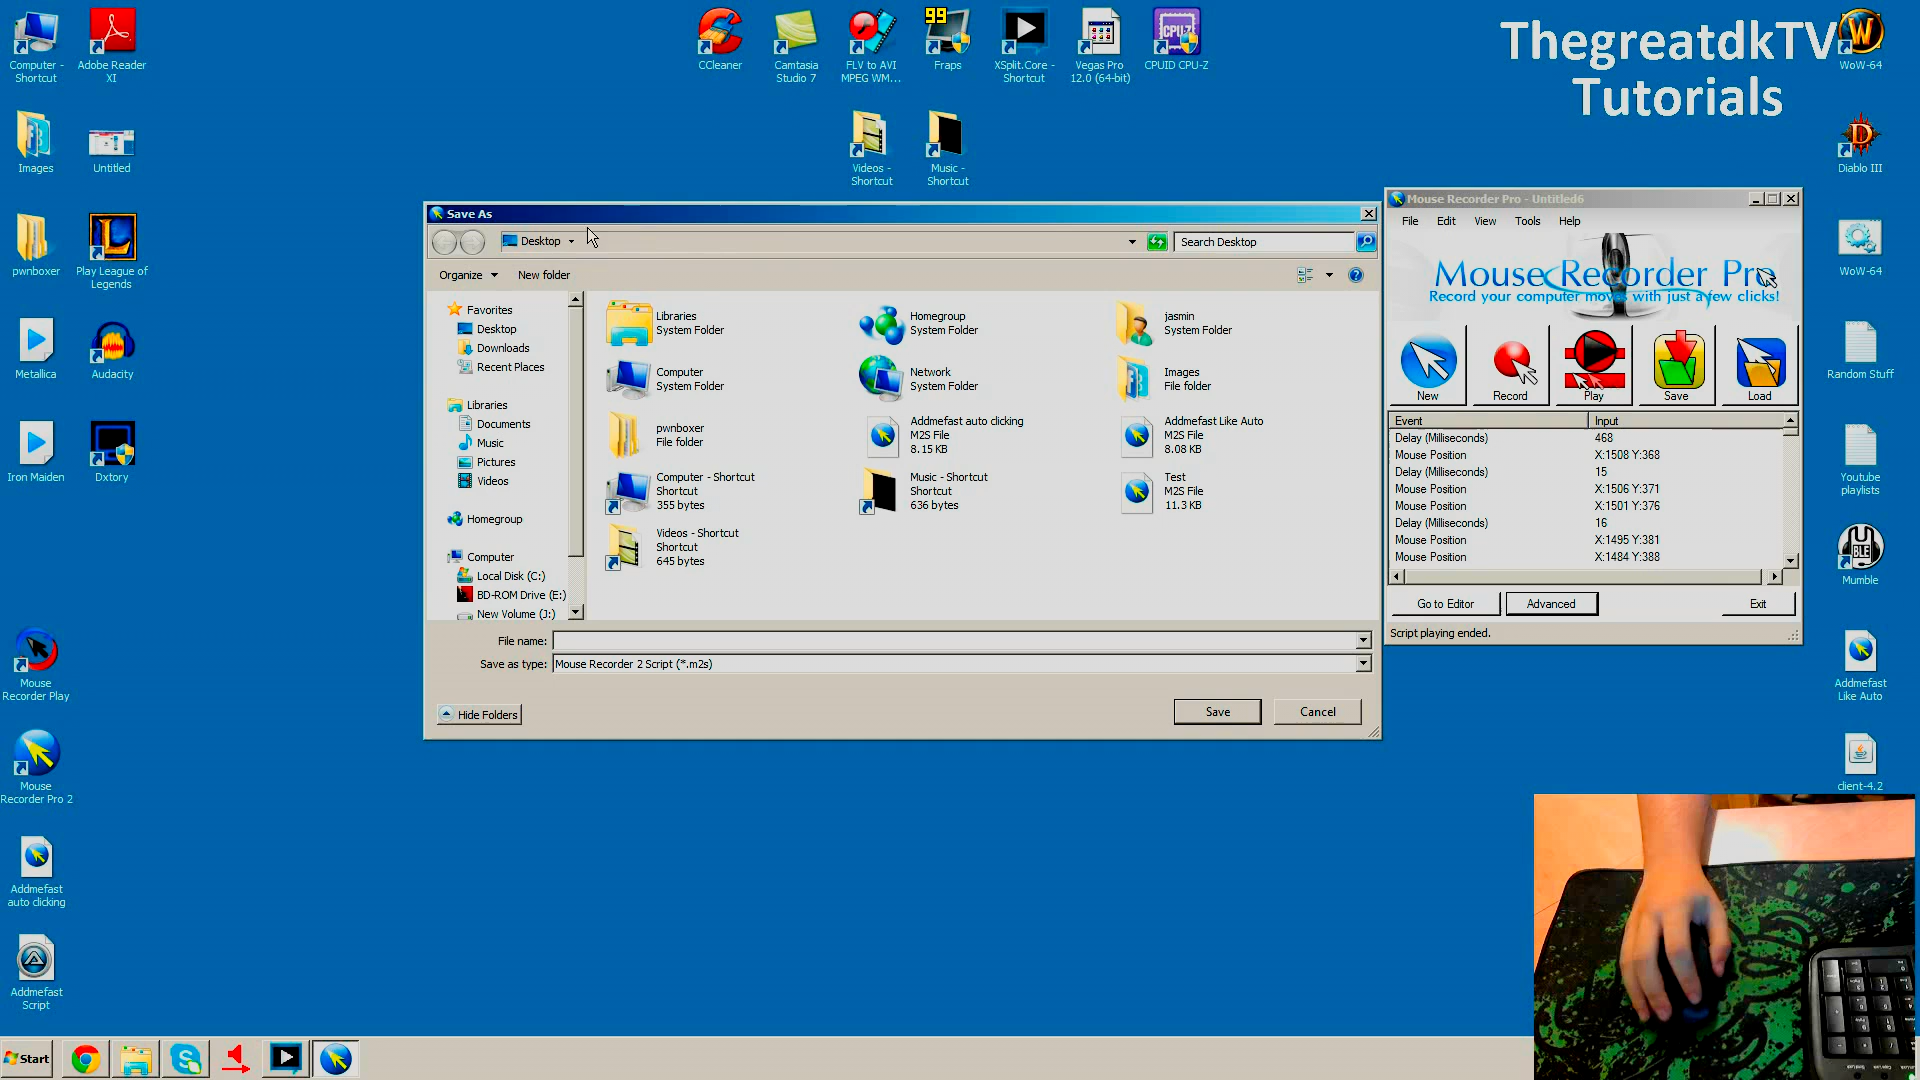 Computer -
Shortcut
Adobe Reader
XI
Images
Untitled
pwnboxer
Play League of
Legends
Metallica
Audacity
Iron Maiden
Dxtory
Mouse
Recorder Play
Mouse
Recorder Pro 2
Addmefast
auto clicking
Addmefast
Script
CCleaner
Camtasia
Studio 7
FLV to AVI
MPEG WM...
99
Fraps
XSplit.Core -
Shortcut
Vegas Pro
12.0 (64-bit)
CPU-Z
CPUID CPU-Z
Videos -
Shortcut
Music -
Shortcut
ThegreatdkTV
Tutorials
WoW-64
Diablo III
WoW-64
Random Stuff
Youtube
playlists
Mumble
Addmefast
Like Auto
client-4.2
Save As
Desktop
Search Desktop
Organize
New folder
Favorites
Desktop
Downloads
Recent Places
Libraries
Documents
Music
Pictures
Videos
Homegroup
Computer
Local Disk (C:)
BD-ROM Drive (E:)
New Volume (J:)
Libraries
System Folder
Homegroup
System Folder
jasmin
System Folder
Computer
System Folder
Network
System Folder
Images
File folder
pwnboxer
File folder
Addmefast auto clicking
M2S File
8.15 KB
Addmefast Like Auto
M2S File
8.08 KB
Computer - Shortcut
Shortcut
355 bytes
Music - Shortcut
Shortcut
636 bytes
Test
M2S File
11.3 KB
Videos - Shortcut
Shortcut
645 bytes
File name:
Save as type: Mouse Recorder 2 Script (*.m2s)
Hide Folders
Save
Cancel
Mouse Recorder Pro - Untitled6
File Edit View Tools Help
Mouse Recorder Pro
Record your computer moves with just a few clicks!
New Record Play Save Load
Event Input
Delay (Milliseconds) 468
Mouse Position X:1508 Y:368
Delay (Milliseconds) 15
Mouse Position X:1506 Y:371
Mouse Position X:1501 Y:376
Delay (Milliseconds) 16
Mouse Position X:1495 Y:381
Mouse Position X:1484 Y:388
Go to Editor Advanced Exit
Script playing ended.
Start